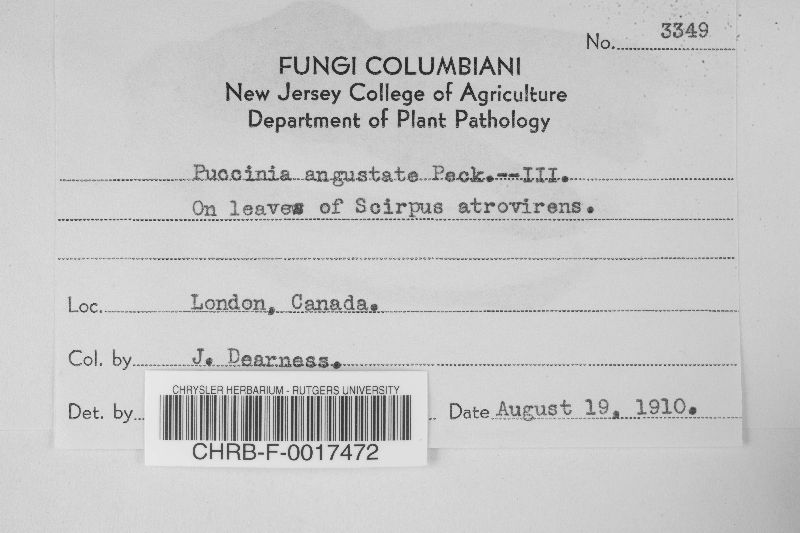 No. 3349
FUNGI COLUMBIANI
New Jersey College of Agriculture
Department of Plant Pathology
Puccinia angustate Peck.--III.
On leaves of Scirpus atrovirens.
Loc. London, Canada.
Col. by J. Dearness.
Det. by
Date August 19, 1910.
CHRYSLER HERBARIUM - RUTGERS UNIVERSITY
CHRB-F-0017472